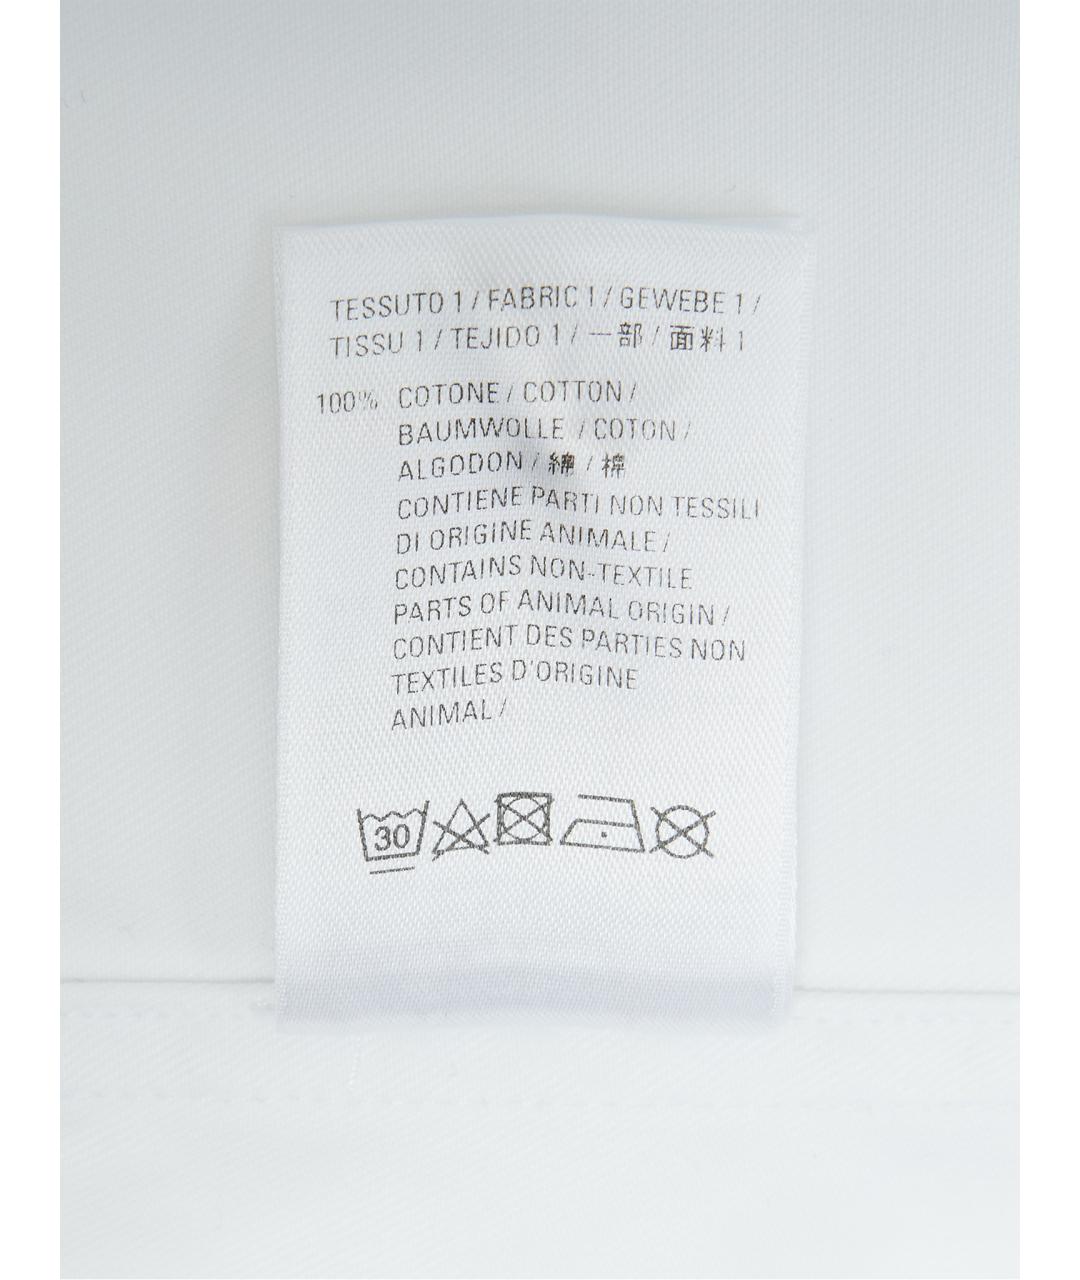 TESSUTO 1 / FABRIC 1 / GEWEBE 1 /
TISSU 1 / TEJIDO 1 / 一部 / 面料 1
100% COTONE / COTTON /
BAUMWOLLE / COTON /
ALGODON / 綿 / 棉
CONTIENE PARTI NON TESSILI
DI ORIGINE ANIMALE /
CONTAINS NON-TEXTILE
PARTS OF ANIMAL ORIGIN /
CONTIENT DES PARTIES NON
TEXTILES D'ORIGINE
ANIMAL /
30